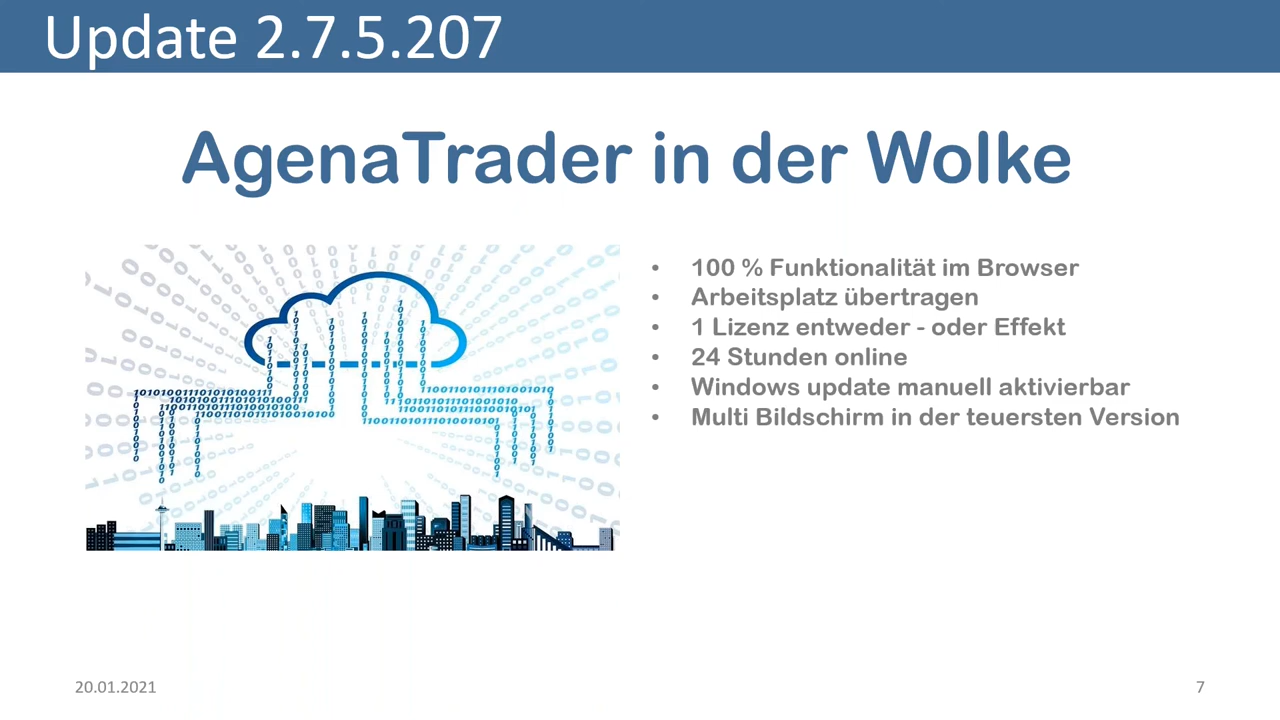 Update 2.7.5.207
AgenaTrader in der Wolke
• 100 % Funktionalität im Browser
• Arbeitsplatz übertragen
• 1 Lizenz entweder - oder Effekt
• 24 Stunden online
• Windows update manuell aktivierbar
• Multi Bildschirm in der teuersten Version
20.01.2021
7